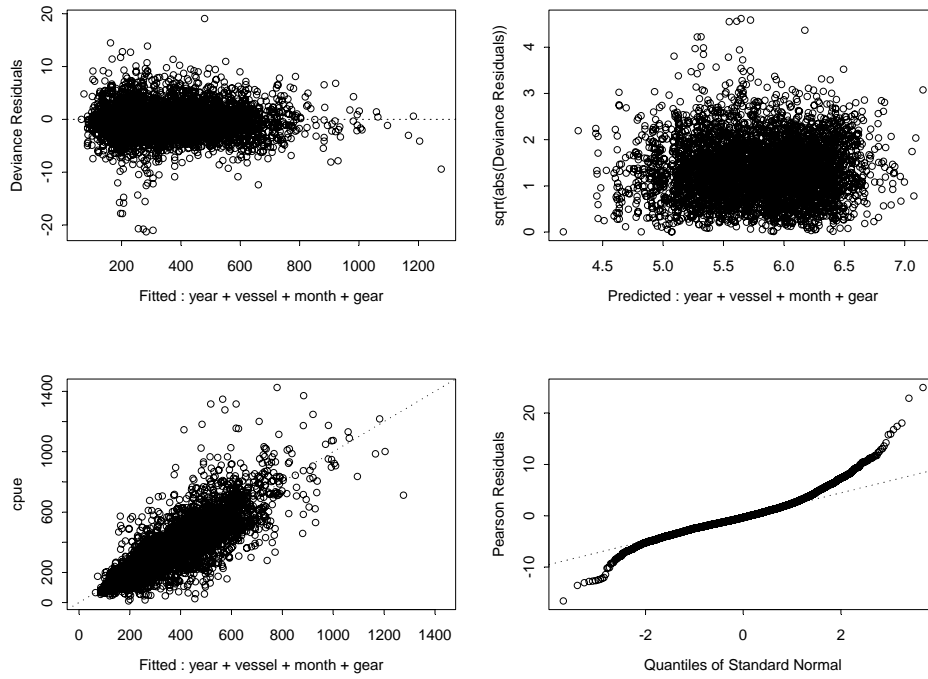 20
10
0
-10
-20
Deviance Residuals
200 400 600 800 1000 1200
Fitted : year + vessel + month + gear
4
3
2
1
0
sqrt(abs(Deviance Residuals))
4.5 5.0 5.5 6.0 6.5 7.0
Predicted : year + vessel + month + gear
1400
1000
600
200
0
cpue
0 200 400 600 800 1000 1200 1400
Fitted : year + vessel + month + gear
20
10
0
-10
Pearson Residuals
-2 0 2
Quantiles of Standard Normal